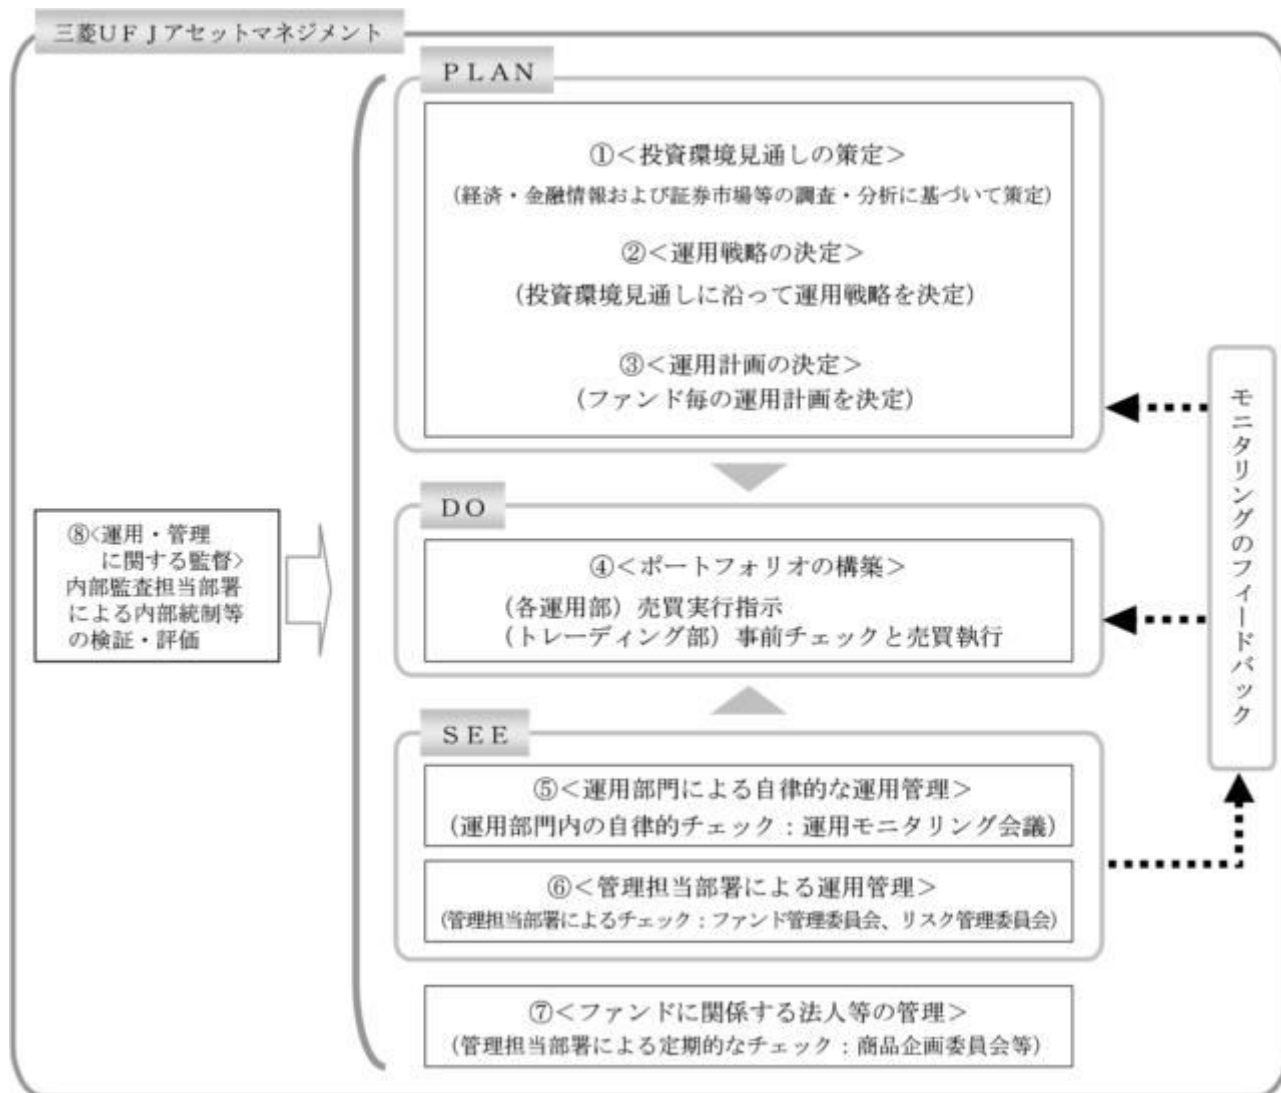 三菱ＵＦＪアセットマネジメント
ＰＬＡＮ
①＜投資環境見通しの策定＞
（経済・金融情報および証券市場等の調査・分析に基づいて策定）
②＜運用戦略の決定＞
（投資環境見通しに沿って運用戦略を決定）
③＜運用計画の決定＞
（ファンド毎の運用計画を決定）
ＤＯ
④＜ポートフォリオの構築＞
（各運用部）売買実行指示
（トレーディング部）事前チェックと売買執行
ＳＥＥ
⑤＜運用部門による自律的な運用管理＞
（運用部門内の自律的チェック：運用モニタリング会議）
⑥＜管理担当部署による運用管理＞
（管理担当部署によるチェック：ファンド管理委員会、リスク管理委員会）
⑦＜ファンドに関係する法人等の管理＞
（管理担当部署による定期的なチェック：商品企画委員会等）
⑧<運用・管理
に関する監督>
内部監査担当部署
による内部統制等
の検証・評価
モニタリングのフィードバック